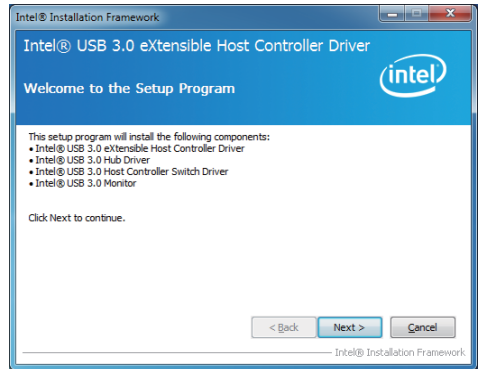 Intel® Installation Framework
Intel® USB 3.0 eXtensible Host Controller Driver
Welcome to the Setup Program
intel®
This setup program will install the following components:
• Intel® USB 3.0 eXtensible Host Controller Driver
• Intel® USB 3.0 Hub Driver
• Intel® USB 3.0 Host Controller Switch Driver
• Intel® USB 3.0 Monitor
Click Next to continue.
< Back Next > Cancel
Intel® Installation Framework